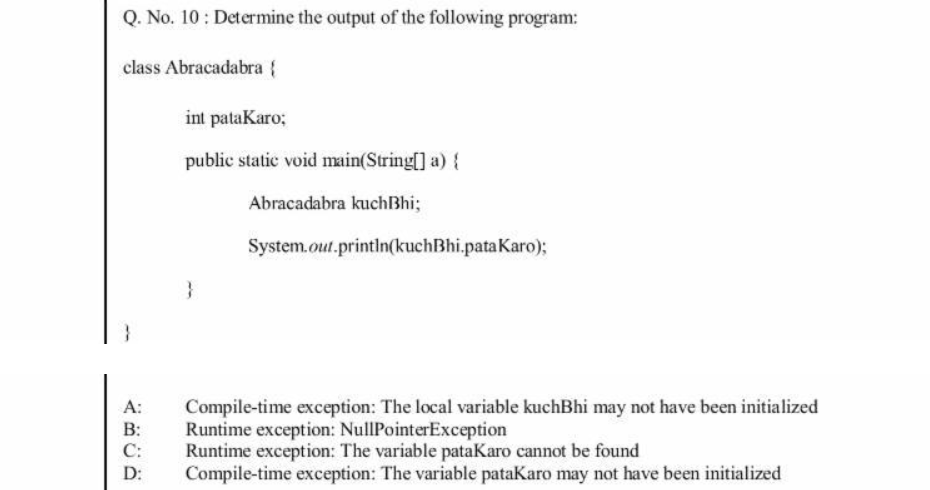 Q. No. 10 : Determine the output of the following program:
class Abracadabra {
int pataKaro;
public static void main(String[] a) {
Abracadabra kuchBhi;
System.out.println(kuchBhi.pataKaro);
}
}
A: Compile-time exception: The local variable kuchBhi may not have been initialized
B: Runtime exception: NullPointerException
C: Runtime exception: The variable pataKaro cannot be found
D: Compile-time exception: The variable pataKaro may not have been initialized